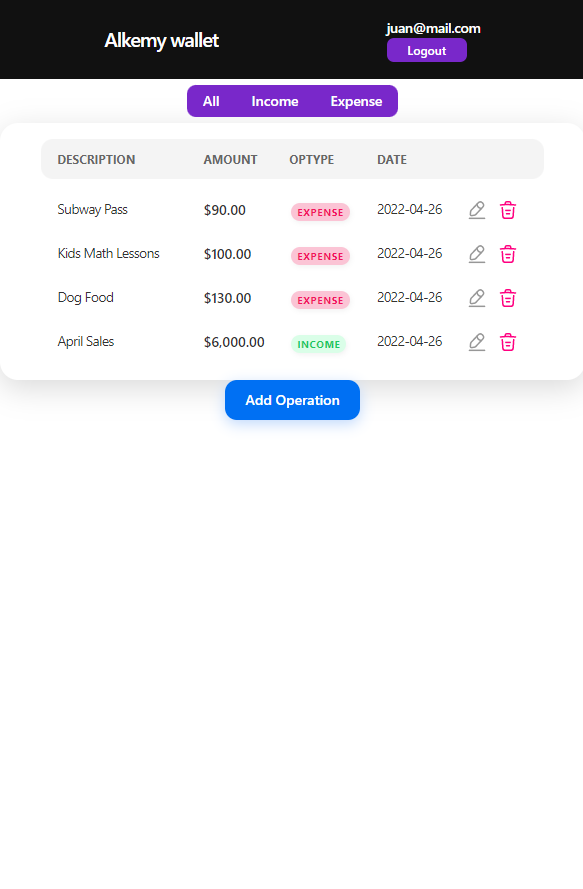 Alkemy wallet
juan@mail.com
Logout
All Income Expense
DESCRIPTION AMOUNT OPTYPE DATE
Subway Pass $90.00 EXPENSE 2022-04-26
Kids Math Lessons $100.00 EXPENSE 2022-04-26
Dog Food $130.00 EXPENSE 2022-04-26
April Sales $6,000.00 INCOME 2022-04-26
Add Operation